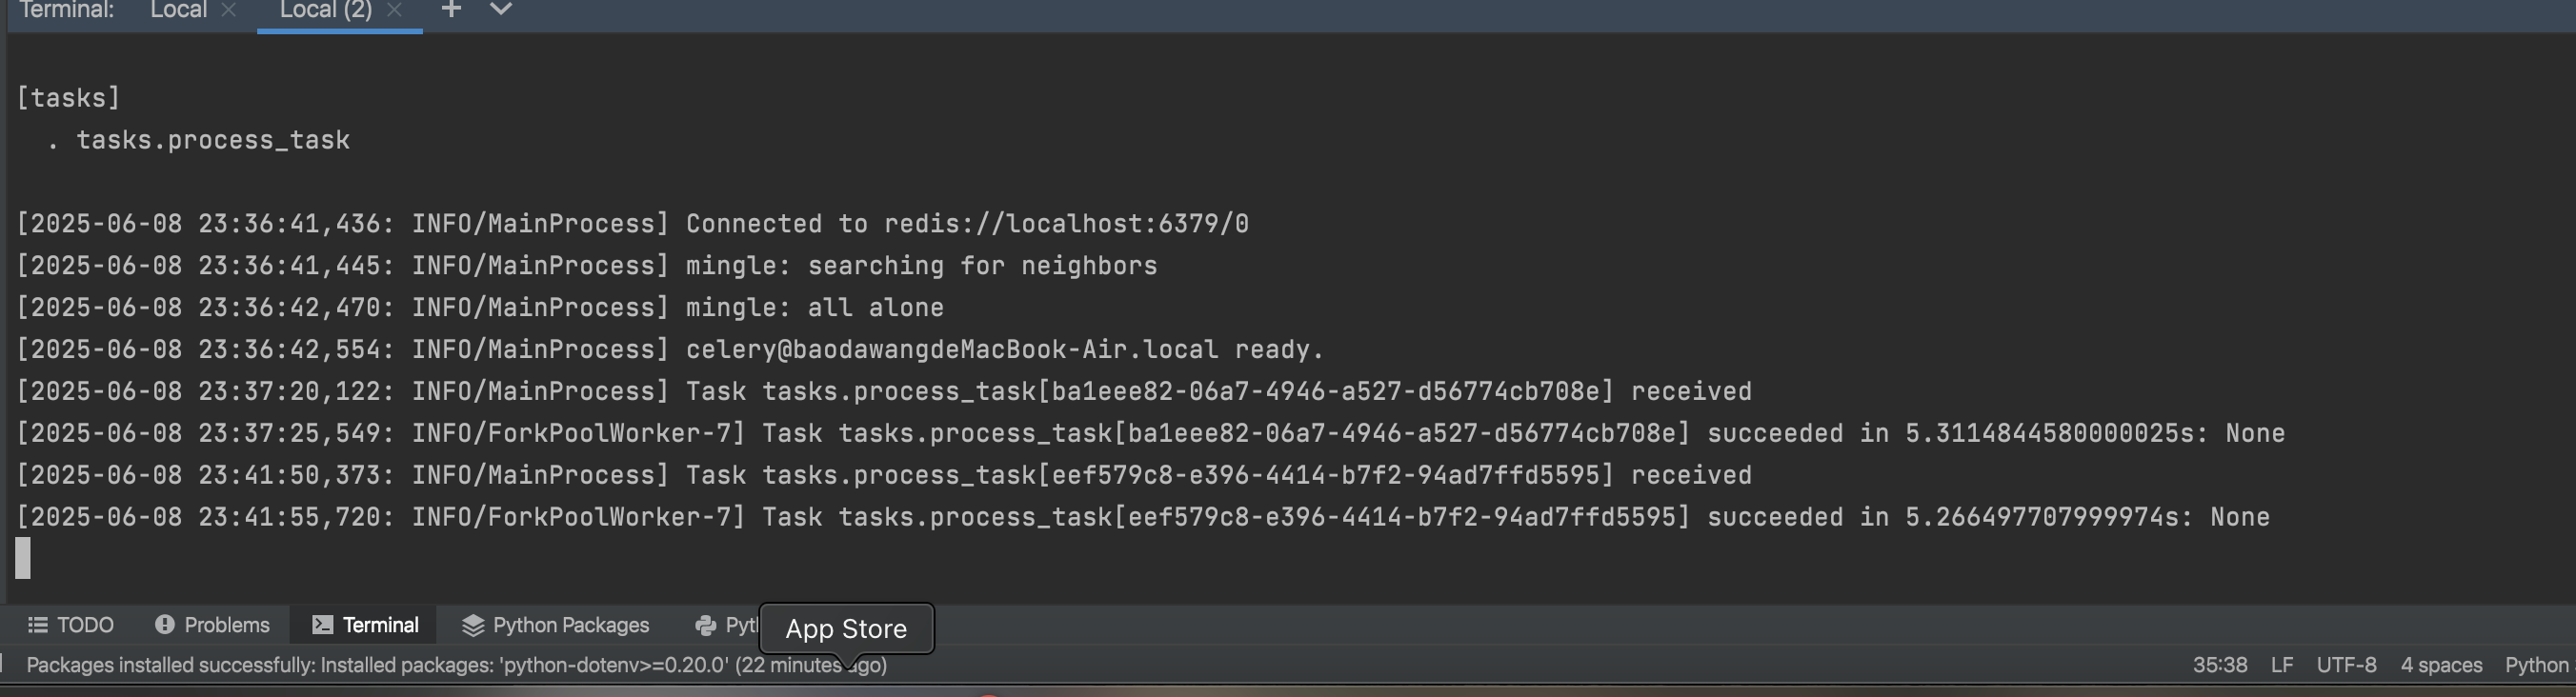 Terminal: Local × Local (2) × +
[tasks]
. tasks.process_task
[2025-06-08 23:36:41,436: INFO/MainProcess] Connected to redis://localhost:6379/0
[2025-06-08 23:36:41,445: INFO/MainProcess] mingle: searching for neighbors
[2025-06-08 23:36:42,470: INFO/MainProcess] mingle: all alone
[2025-06-08 23:36:42,554: INFO/MainProcess] celery@baodawangdeMacBook-Air.local ready.
[2025-06-08 23:37:20,122: INFO/MainProcess] Task tasks.process_task[ba1eee82-06a7-4946-a527-d56774cb708e] received
[2025-06-08 23:37:25,549: INFO/ForkPoolWorker-7] Task tasks.process_task[ba1eee82-06a7-4946-a527-d56774cb708e] succeeded in 5.3114844580000025s: None
[2025-06-08 23:41:50,373: INFO/MainProcess] Task tasks.process_task[eef579c8-e396-4414-b7f2-94ad7ffd5595] received
[2025-06-08 23:41:55,720: INFO/ForkPoolWorker-7] Task tasks.process_task[eef579c8-e396-4414-b7f2-94ad7ffd5595] succeeded in 5.266497707999974s: None
TODO Problems Terminal Python Packages App Store
Packages installed successfully: Installed packages: 'python-dotenv>=0.20.0' (22 minutes ago) 35:38 LF UTF-8 4 spaces Python